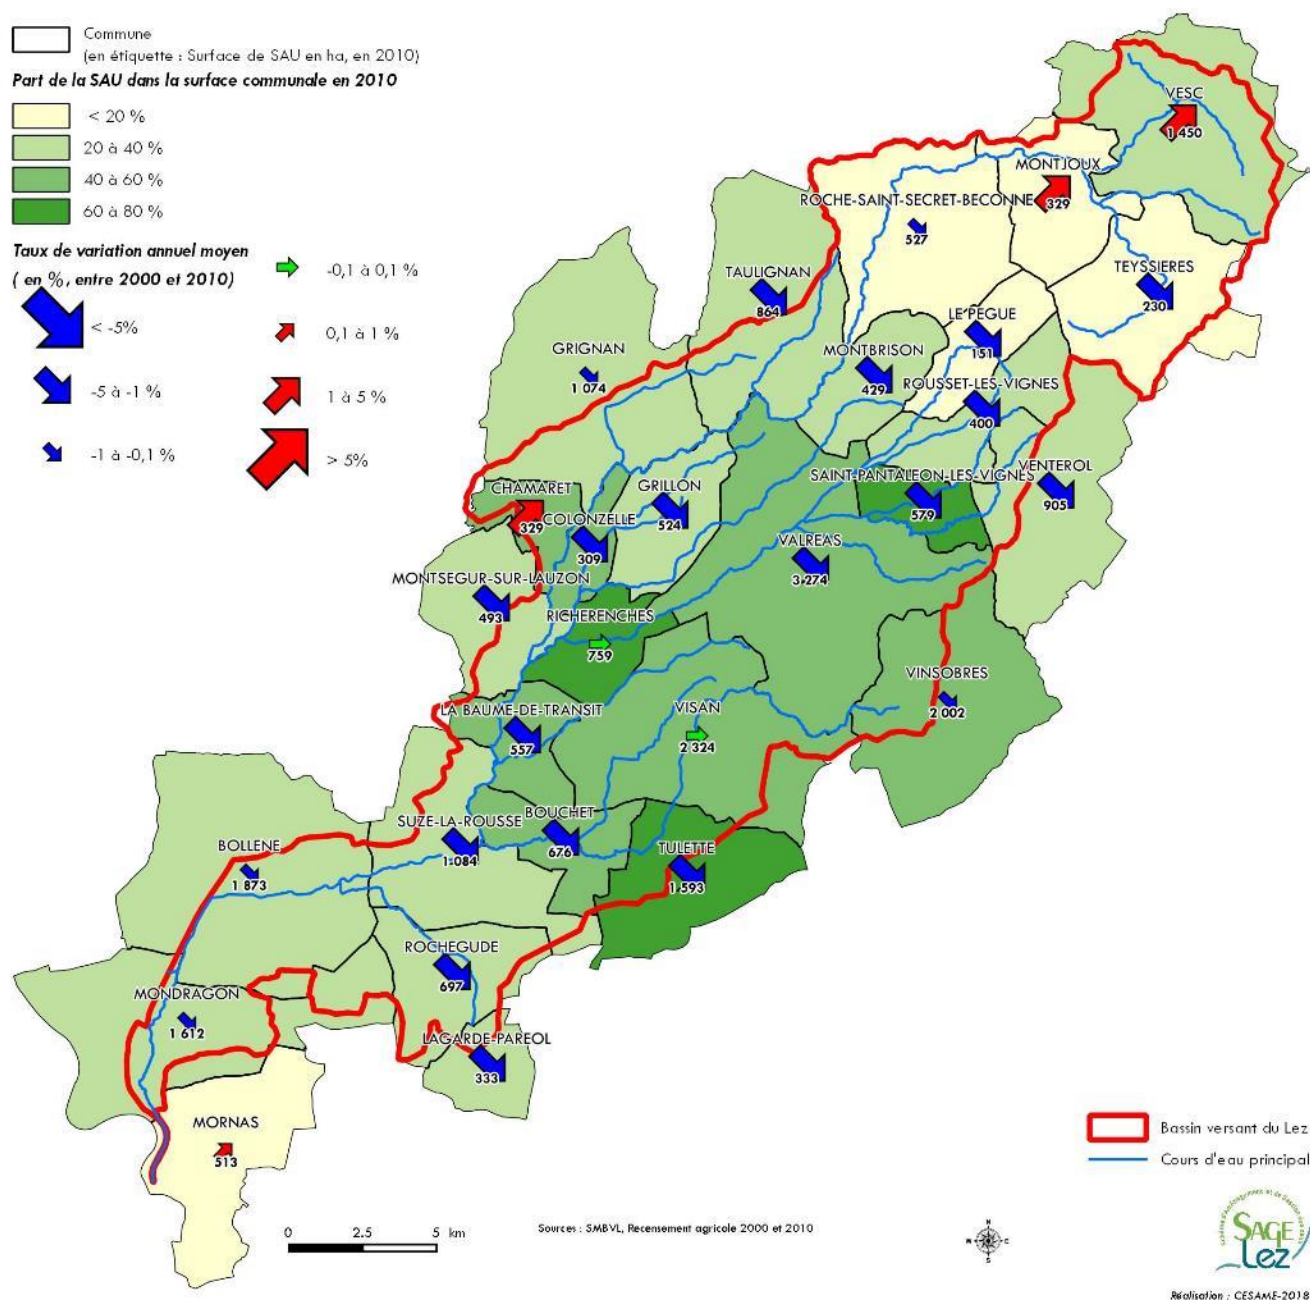 Commune
(en étiquette : Surface de SAU en ha, en 2010)
Part de la SAU dans la surface communale en 2010
< 20 %
20 à 40 %
40 à 60 %
60 à 80 %
Taux de variation annuel moyen
( en %, entre 2000 et 2010)
< -5%
-5 à -1 %
-1 à -0,1 %
-0,1 à 0,1 %
0,1 à 1 %
1 à 5 %
> 5%
VESC
1 450
MONTJOUX
329
ROCHE-SAINT-SECRET-BECONNE
527
TEYSSIERES
230
TAULIGNAN
864
LE PEGUE
151
GRIGNAN
1 074
MONTBRISON
429
ROUSSET-LES-VIGNES
400
SAINT-PANTALEON-LES-VIGNES
579
VENTEROL
905
CHAMARET
329
GRILLON
524
COLONZELLE
309
VALREAS
3 274
MONTSEGUR-SUR-LAUZON
493
RICHERENCHES
759
VINSOBRES
2 002
LA BAUME-DE-TRANSIT
557
VISAN
2 324
SUZE-LA-ROUSSE
1 084
BOUCHET
676
BOLLENE
1 873
TULETTE
1 593
ROCHEGUDE
697
MONDRAGON
1 612
LAGARDE-PAREOL
333
MORNAS
513
Bassin versant du Lez
Cours d'eau principal
0 2.5 5 km
Sources : SMBVL, Recensement agricole 2000 et 2010
N
S
SAGE
Lez
Réalisation : CESAME-2018